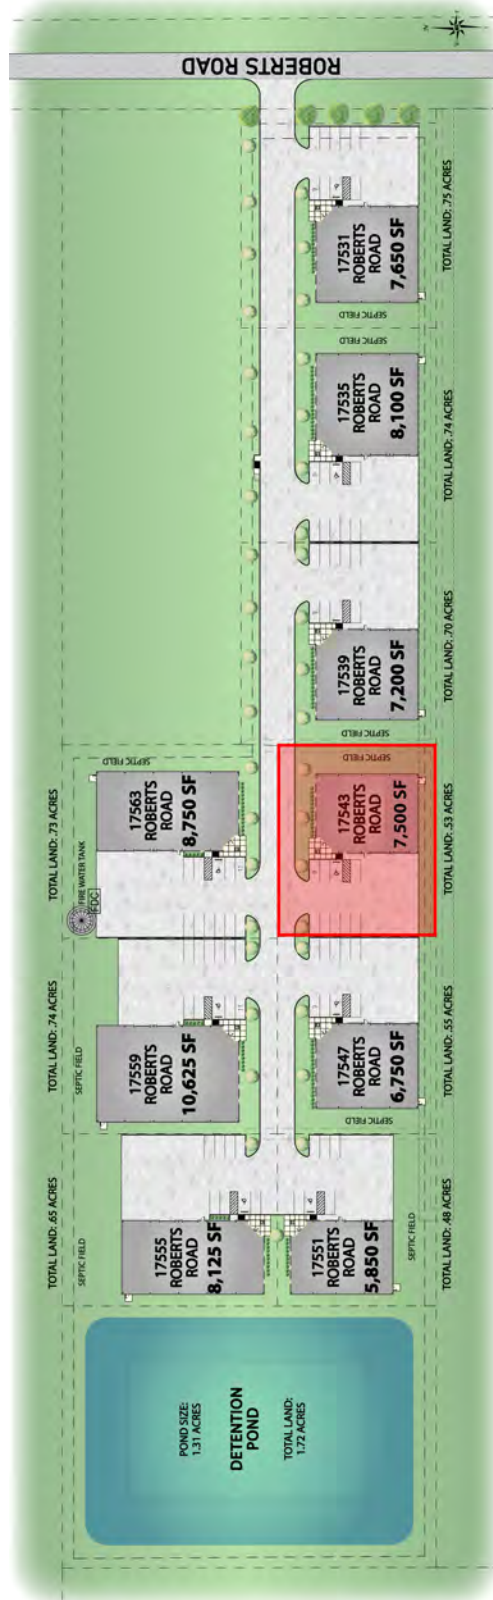 ROBERTS ROAD
17531
ROBERTS
ROAD
7,650 SF
TOTAL LAND: .75 ACRES
SEPTIC FIELD
SEPTIC FIELD
17535
ROBERTS
ROAD
8,100 SF
TOTAL LAND: .74 ACRES
17539
ROBERTS
ROAD
7,200 SF
TOTAL LAND: .70 ACRES
SEPTIC FIELD
SEPTIC FIELD
17543
ROBERTS
ROAD
7,500 SF
TOTAL LAND: .53 ACRES
SEPTIC FIELD
17563
ROBERTS
ROAD
8,750 SF
TOTAL LAND: .73 ACRES
FIRE WATER TANK
FDC
17559
ROBERTS
ROAD
10,625 SF
TOTAL LAND: .74 ACRES
SEPTIC FIELD
17547
ROBERTS
ROAD
6,750 SF
TOTAL LAND: .55 ACRES
SEPTIC FIELD
17555
ROBERTS
ROAD
8,125 SF
TOTAL LAND: .65 ACRES
SEPTIC FIELD
17551
ROBERTS
ROAD
5,850 SF
TOTAL LAND: .48 ACRES
SEPTIC FIELD
POND SIZE:
1.31 ACRES
DETENTION
POND
TOTAL LAND:
1.72 ACRES